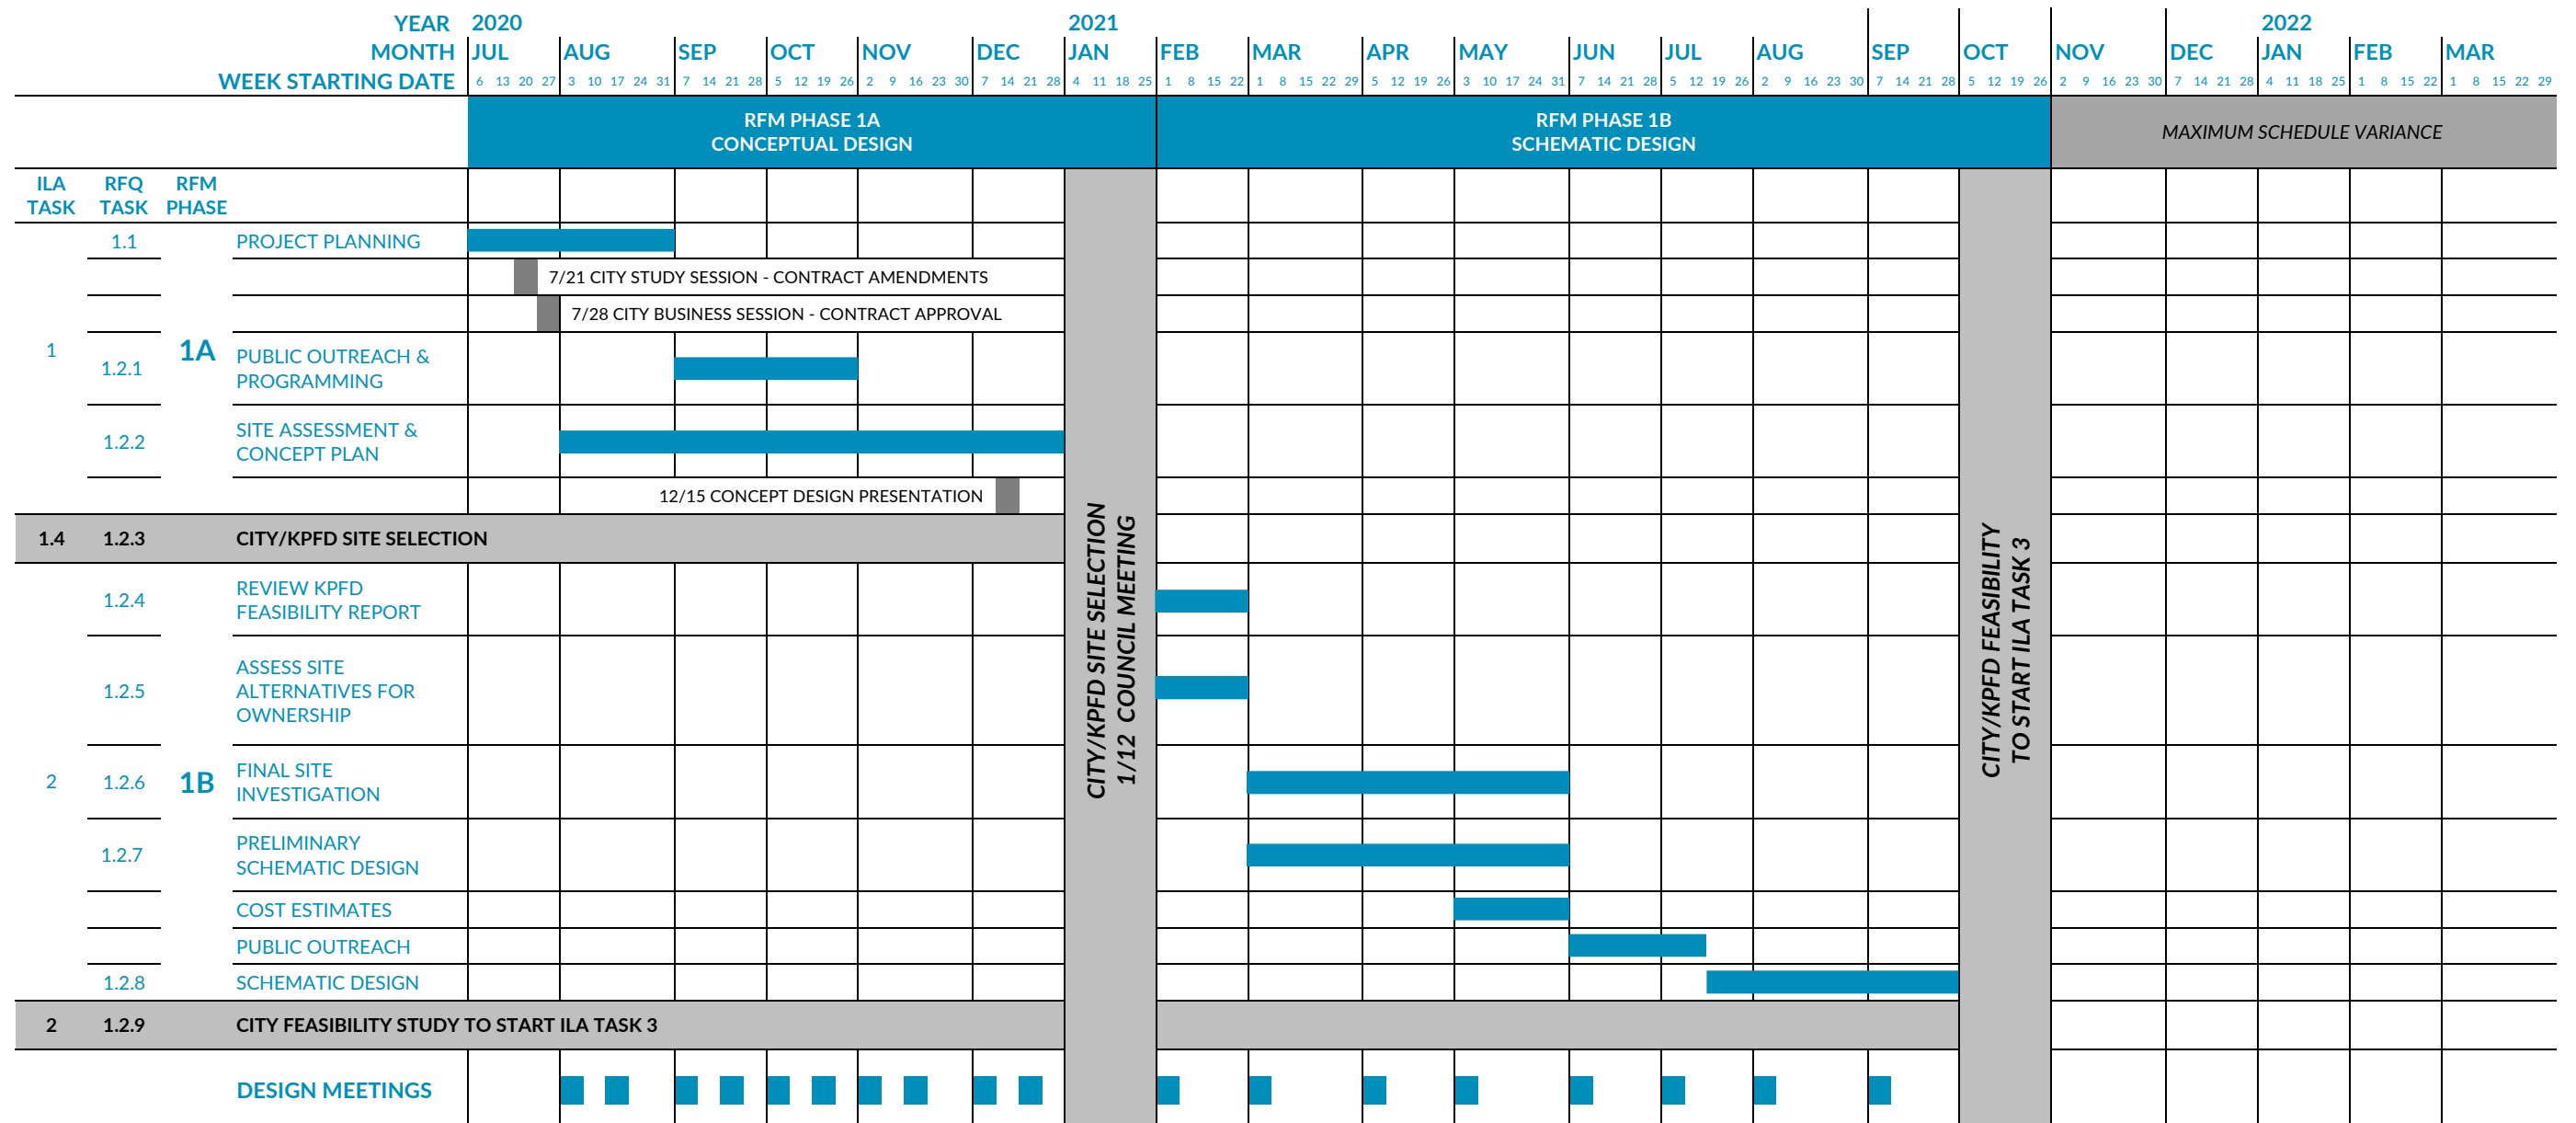 YEAR 2020 2021 2022
MONTH JUL AUG SEP OCT NOV DEC JAN FEB MAR APR MAY JUN JUL AUG SEP OCT NOV DEC JAN FEB MAR
WEEK STARTING DATE 6 13 20 27 3 10 17 24 31 7 14 21 28 5 12 19 26 2 9 16 23 30 7 14 21 28 4 11 18 25 1 8 15 22 1 8 15 22 29 5 12 19 26 3 10 17 24 31 7 14 21 28 5 12 19 26 2 9 16 23 30 7 14 21 28 5 12 19 26 2 9 16 23 30 7 14 21 28 4 11 18 25 1 8 15 22 1 8 15 22 29
RFM PHASE 1A
CONCEPTUAL DESIGN
RFM PHASE 1B
SCHEMATIC DESIGN
MAXIMUM SCHEDULE VARIANCE
ILA RFQ RFM
TASK TASK PHASE
1.1 PROJECT PLANNING
7/21 CITY STUDY SESSION - CONTRACT AMENDMENTS
7/28 CITY BUSINESS SESSION - CONTRACT APPROVAL
1
1A
1.2.1
PUBLIC OUTREACH &
PROGRAMMING
1.2.2
SITE ASSESSMENT &
CONCEPT PLAN
12/15 CONCEPT DESIGN PRESENTATION
1.4 1.2.3 CITY/KPFD SITE SELECTION
CITY/KPFD SITE SELECTION
1/12 COUNCIL MEETING
CITY/KPFD FEASIBILITY
TO START ILA TASK 3
1.2.4
REVIEW KPFD
FEASIBILITY REPORT
1.2.5
ASSESS SITE
ALTERNATIVES FOR
OWNERSHIP
2
1.2.6
1B
FINAL SITE
INVESTIGATION
1.2.7
PRELIMINARY
SCHEMATIC DESIGN
COST ESTIMATES
PUBLIC OUTREACH
1.2.8 SCHEMATIC DESIGN
2 1.2.9 CITY FEASIBILITY STUDY TO START ILA TASK 3
DESIGN MEETINGS